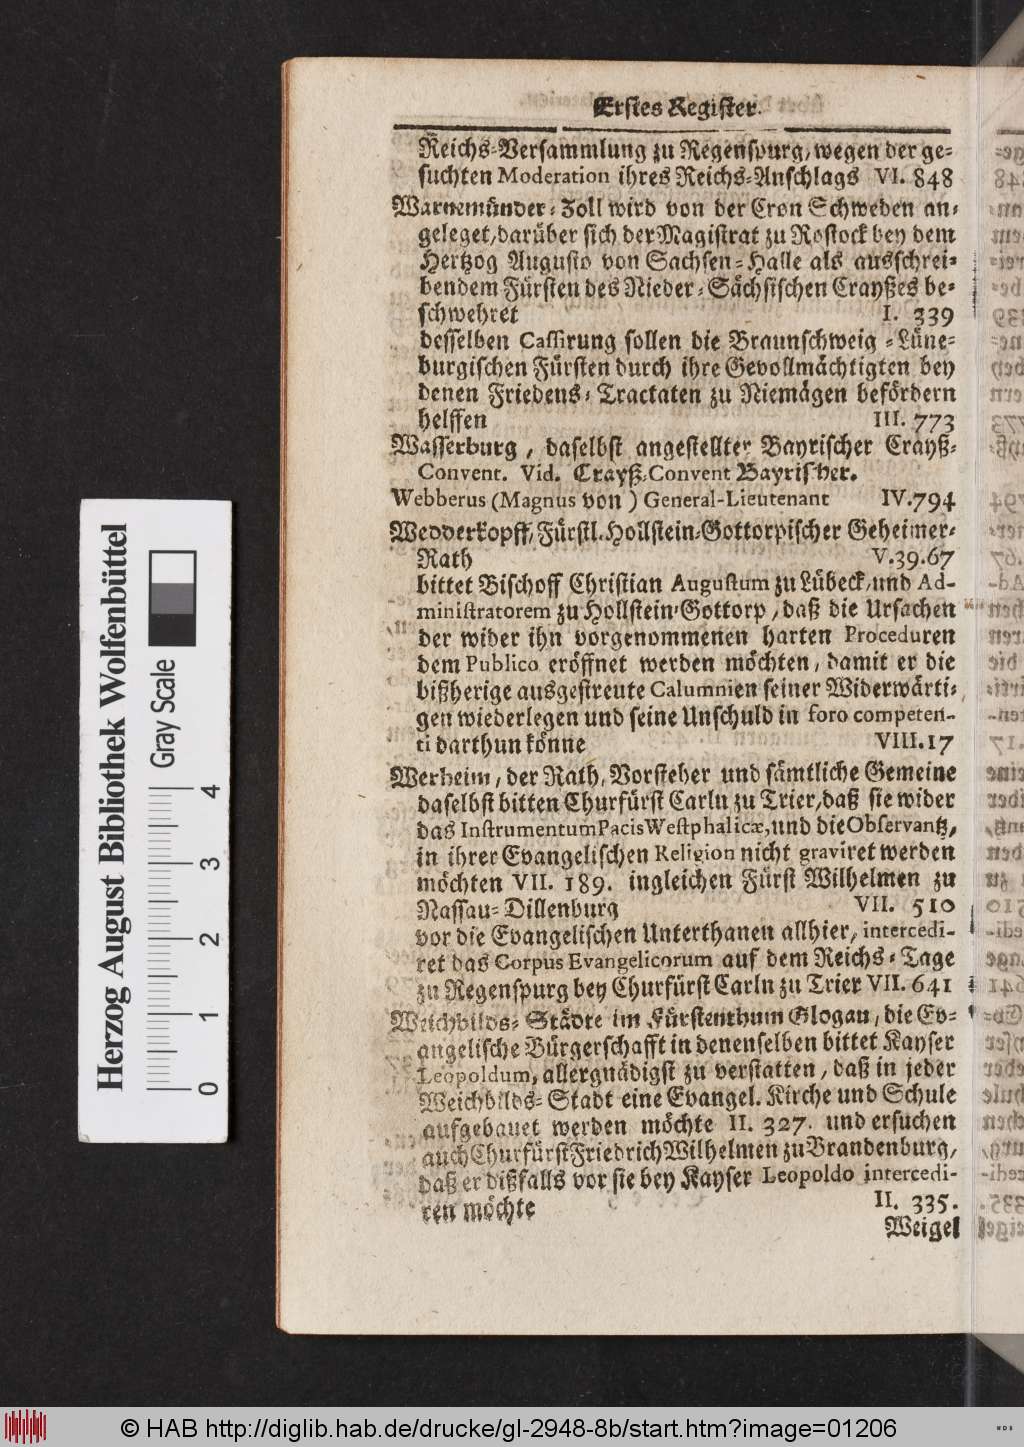 Erstes Register.
Reichs-Versammlung zu Regenspurg, wegen der ge-
suchten Moderation ihres Reichs-Anschlags VI. 848
Warnemünder-Zoll wird von der Cron Schweden an-
geleget, darüber sich der Magistrat zu Rostock bey dem
Hertzog Augusto von Sachsen-Halle als ausschrei-
bendem Fürsten des Nieder-Sächsischen Crayßes be-
schwehret I. 339
desselben Cassirung sollen die Braunschweig-Lüne-
burgischen Fürsten durch ihre Gevollmächtigten bey
denen Friedens-Tractaten zu Niemägen befördern
helffen III. 773
Wasserburg, daselbst angestellter Bayrischer Crayß-
Convent. Vid. Crayß-Convent Bayrischer.
Webberus (Magnus von) General-Lieutenant IV. 794
Wedderkopff, Fürstl. Hollstein-Gottorpischer Geheimer-
Rath V. 39. 67
bittet Bischoff Christian Augustum zu Lübeck, und Ad-
ministratorem zu Hollstein-Gottorp, daß die Ursachen
der wider ihn vorgenommenen harten Proceduren
dem Publico eröffnet werden möchten, damit er die
bißherige ausgestreute Calumnien seiner Widerwärti-
gen wiederlegen und seine Unschuld in foro competen-
ti darthun könne VIII. 17
Werheim, der Rath, Vorsteher und sämtliche Gemeine
daselbst bitten Churfürst Carln zu Trier, daß sie wider
das Instrumentum Pacis Westphalicæ, und die Observantz,
in ihrer Evangelischen Religion nicht graviret werden
möchten VII. 189. ingleichen Fürst Wilhelmen zu
Nassau-Dillenburg VII. 510
vor die Evangelischen Unterthanen allhier, intercedi-
ret das Corpus Evangelicorum auf dem Reichs-Tage
zu Regenspurg bey Churfürst Carln zu Trier VII. 641
Weichbilds-Städte im Fürstenthum Glogau, die Ev-
angelische Bürgerschafft in denenselben bittet Kayser
Leopoldum, allergnädigst zu verstatten, daß in jeder
Weichbilds-Stadt eine Evangel. Kirche und Schule
aufgebauet werden möchte II. 327. und ersuchen
auch Churfürst Friedrich Wilhelmen zu Brandenburg,
daß er dißfalls vor sie bey Kayser Leopoldo intercedi-
ren möchte II. 335.
Weigel
Herzog August Bibliothek Wolfenbüttel
Gray Scale
0 1 2 3 4
© HAB http://diglib.hab.de/drucke/gl-2948-8b/start.htm?image=01206